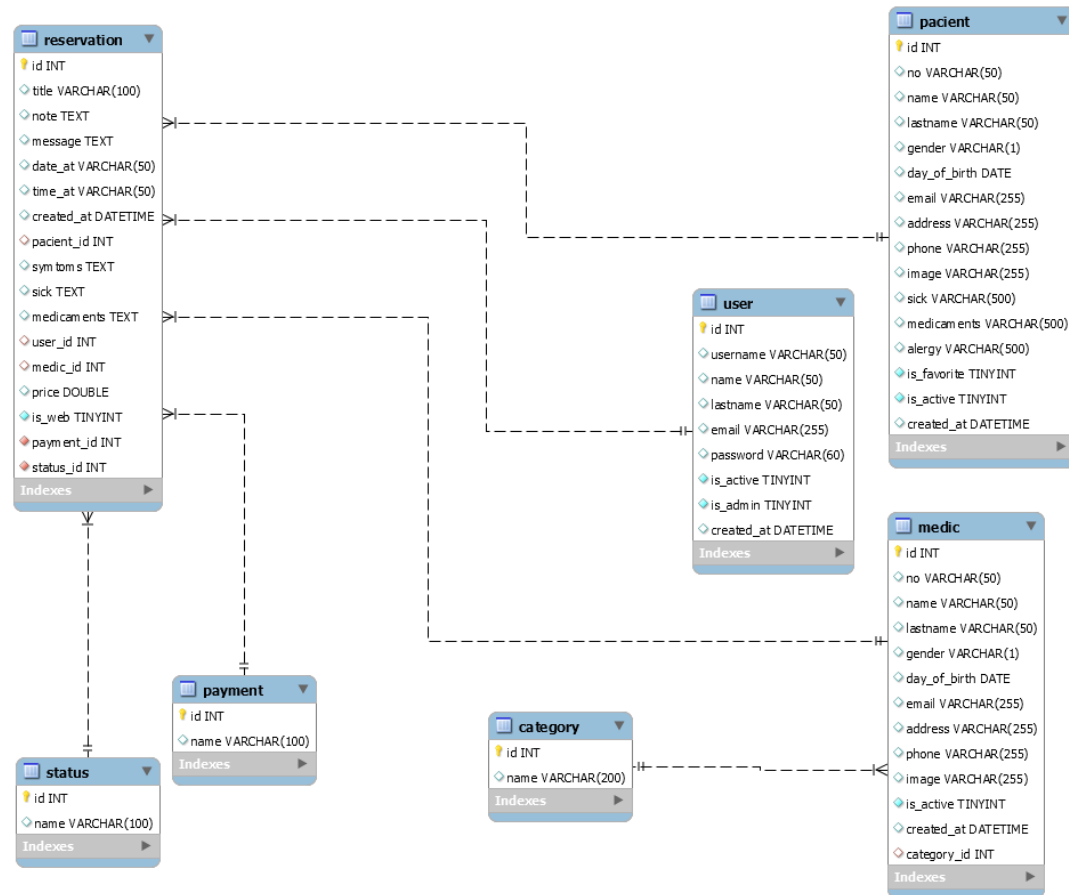 reservation
id INT
title VARCHAR(100)
note TEXT
message TEXT
date_at VARCHAR(50)
time_at VARCHAR(50)
created_at DATETIME
pacient_id INT
symtoms TEXT
sick TEXT
medicaments TEXT
user_id INT
medic_id INT
price DOUBLE
is_web TINYINT
payment_id INT
status_id INT
Indexes
pacient
id INT
no VARCHAR(50)
name VARCHAR(50)
lastname VARCHAR(50)
gender VARCHAR(1)
day_of_birth DATE
email VARCHAR(255)
address VARCHAR(255)
phone VARCHAR(255)
image VARCHAR(255)
sick VARCHAR(500)
medicaments VARCHAR(500)
alergy VARCHAR(500)
is_favorite TINYINT
is_active TINYINT
created_at DATETIME
Indexes
user
id INT
username VARCHAR(50)
name VARCHAR(50)
lastname VARCHAR(50)
email VARCHAR(255)
password VARCHAR(60)
is_active TINYINT
is_admin TINYINT
created_at DATETIME
Indexes
medic
id INT
no VARCHAR(50)
name VARCHAR(50)
lastname VARCHAR(50)
gender VARCHAR(1)
day_of_birth DATE
email VARCHAR(255)
address VARCHAR(255)
phone VARCHAR(255)
image VARCHAR(255)
is_active TINYINT
created_at DATETIME
category_id INT
Indexes
payment
id INT
name VARCHAR(100)
Indexes
category
id INT
name VARCHAR(200)
Indexes
status
id INT
name VARCHAR(100)
Indexes